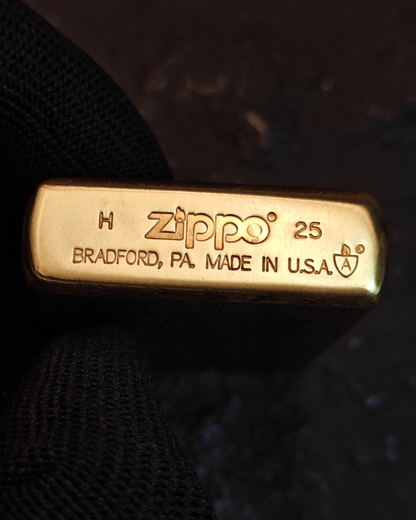 H zippo® 25
BRADFORD, PA. MADE IN U.S.A. A®